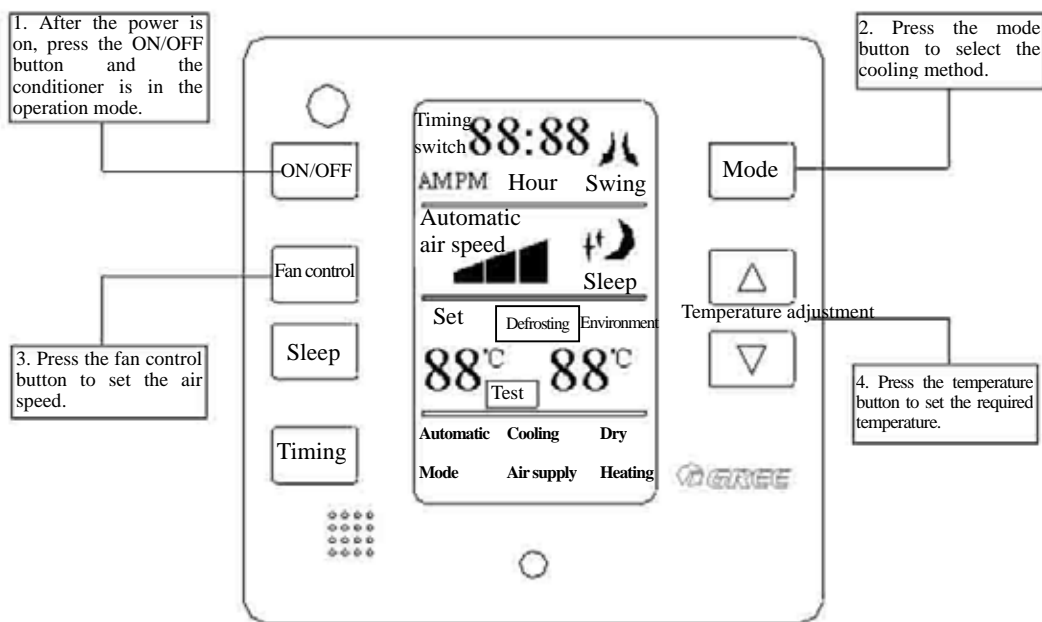 1. After the power is
on, press the ON/OFF
button and the
conditioner is in the
operation mode.
2. Press the mode
button to select the
cooling method.
Timing
switch
88:88
AM PM Hour Swing
ON/OFF
Mode
Automatic
air speed
Sleep
Fan control
Set Defrosting Environment
Temperature adjustment
Sleep
88°C 88°C
Test
3. Press the fan control
button to set the air
speed.
4. Press the temperature
button to set the required
temperature.
Timing
Automatic Cooling Dry
Mode Air supply Heating
GREE